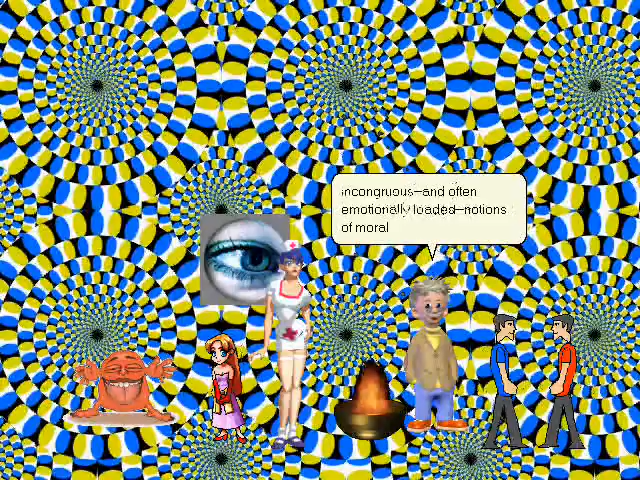 incongruous—and often
emotionally loaded—notions
of moral